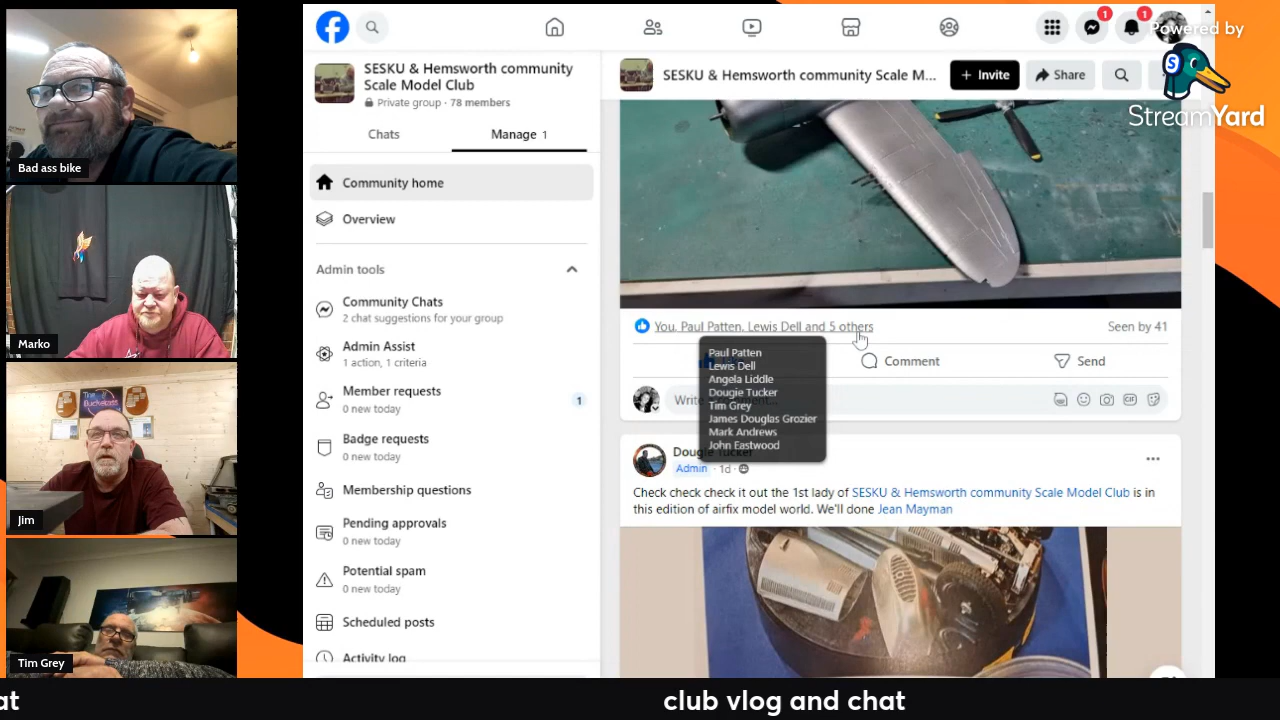 Bad ass bike
Marko
Jim
Tim Grey
SESKU & Hemsworth community
Scale Model Club
Private group · 78 members
Chats
Manage 1
Community home
Overview
Admin tools
Community Chats
2 chat suggestions for your group
Admin Assist
1 action, 1 criteria
Member requests
0 new today
1
Badge requests
0 new today
Membership questions
Pending approvals
0 new today
Potential spam
0 new today
Scheduled posts
Activity log
1
1
Powered by
StreamYard
SESKU & Hemsworth community Scale M...
+ Invite
Share
You, Paul Patten, Lewis Dell and 5 others
Seen by 41
Comment
Send
Paul Patten
Lewis Dell
Angela Liddle
Dougie Tucker
Tim Grey
James Douglas Grozier
Mark Andrews
John Eastwood
GIF
Dougie Tucker
Admin · 1d ·
Check check check it out the 1st lady of SESKU & Hemsworth community Scale Model Club is in
this edition of airfix model world. We'll done Jean Mayman
at
club vlog and chat